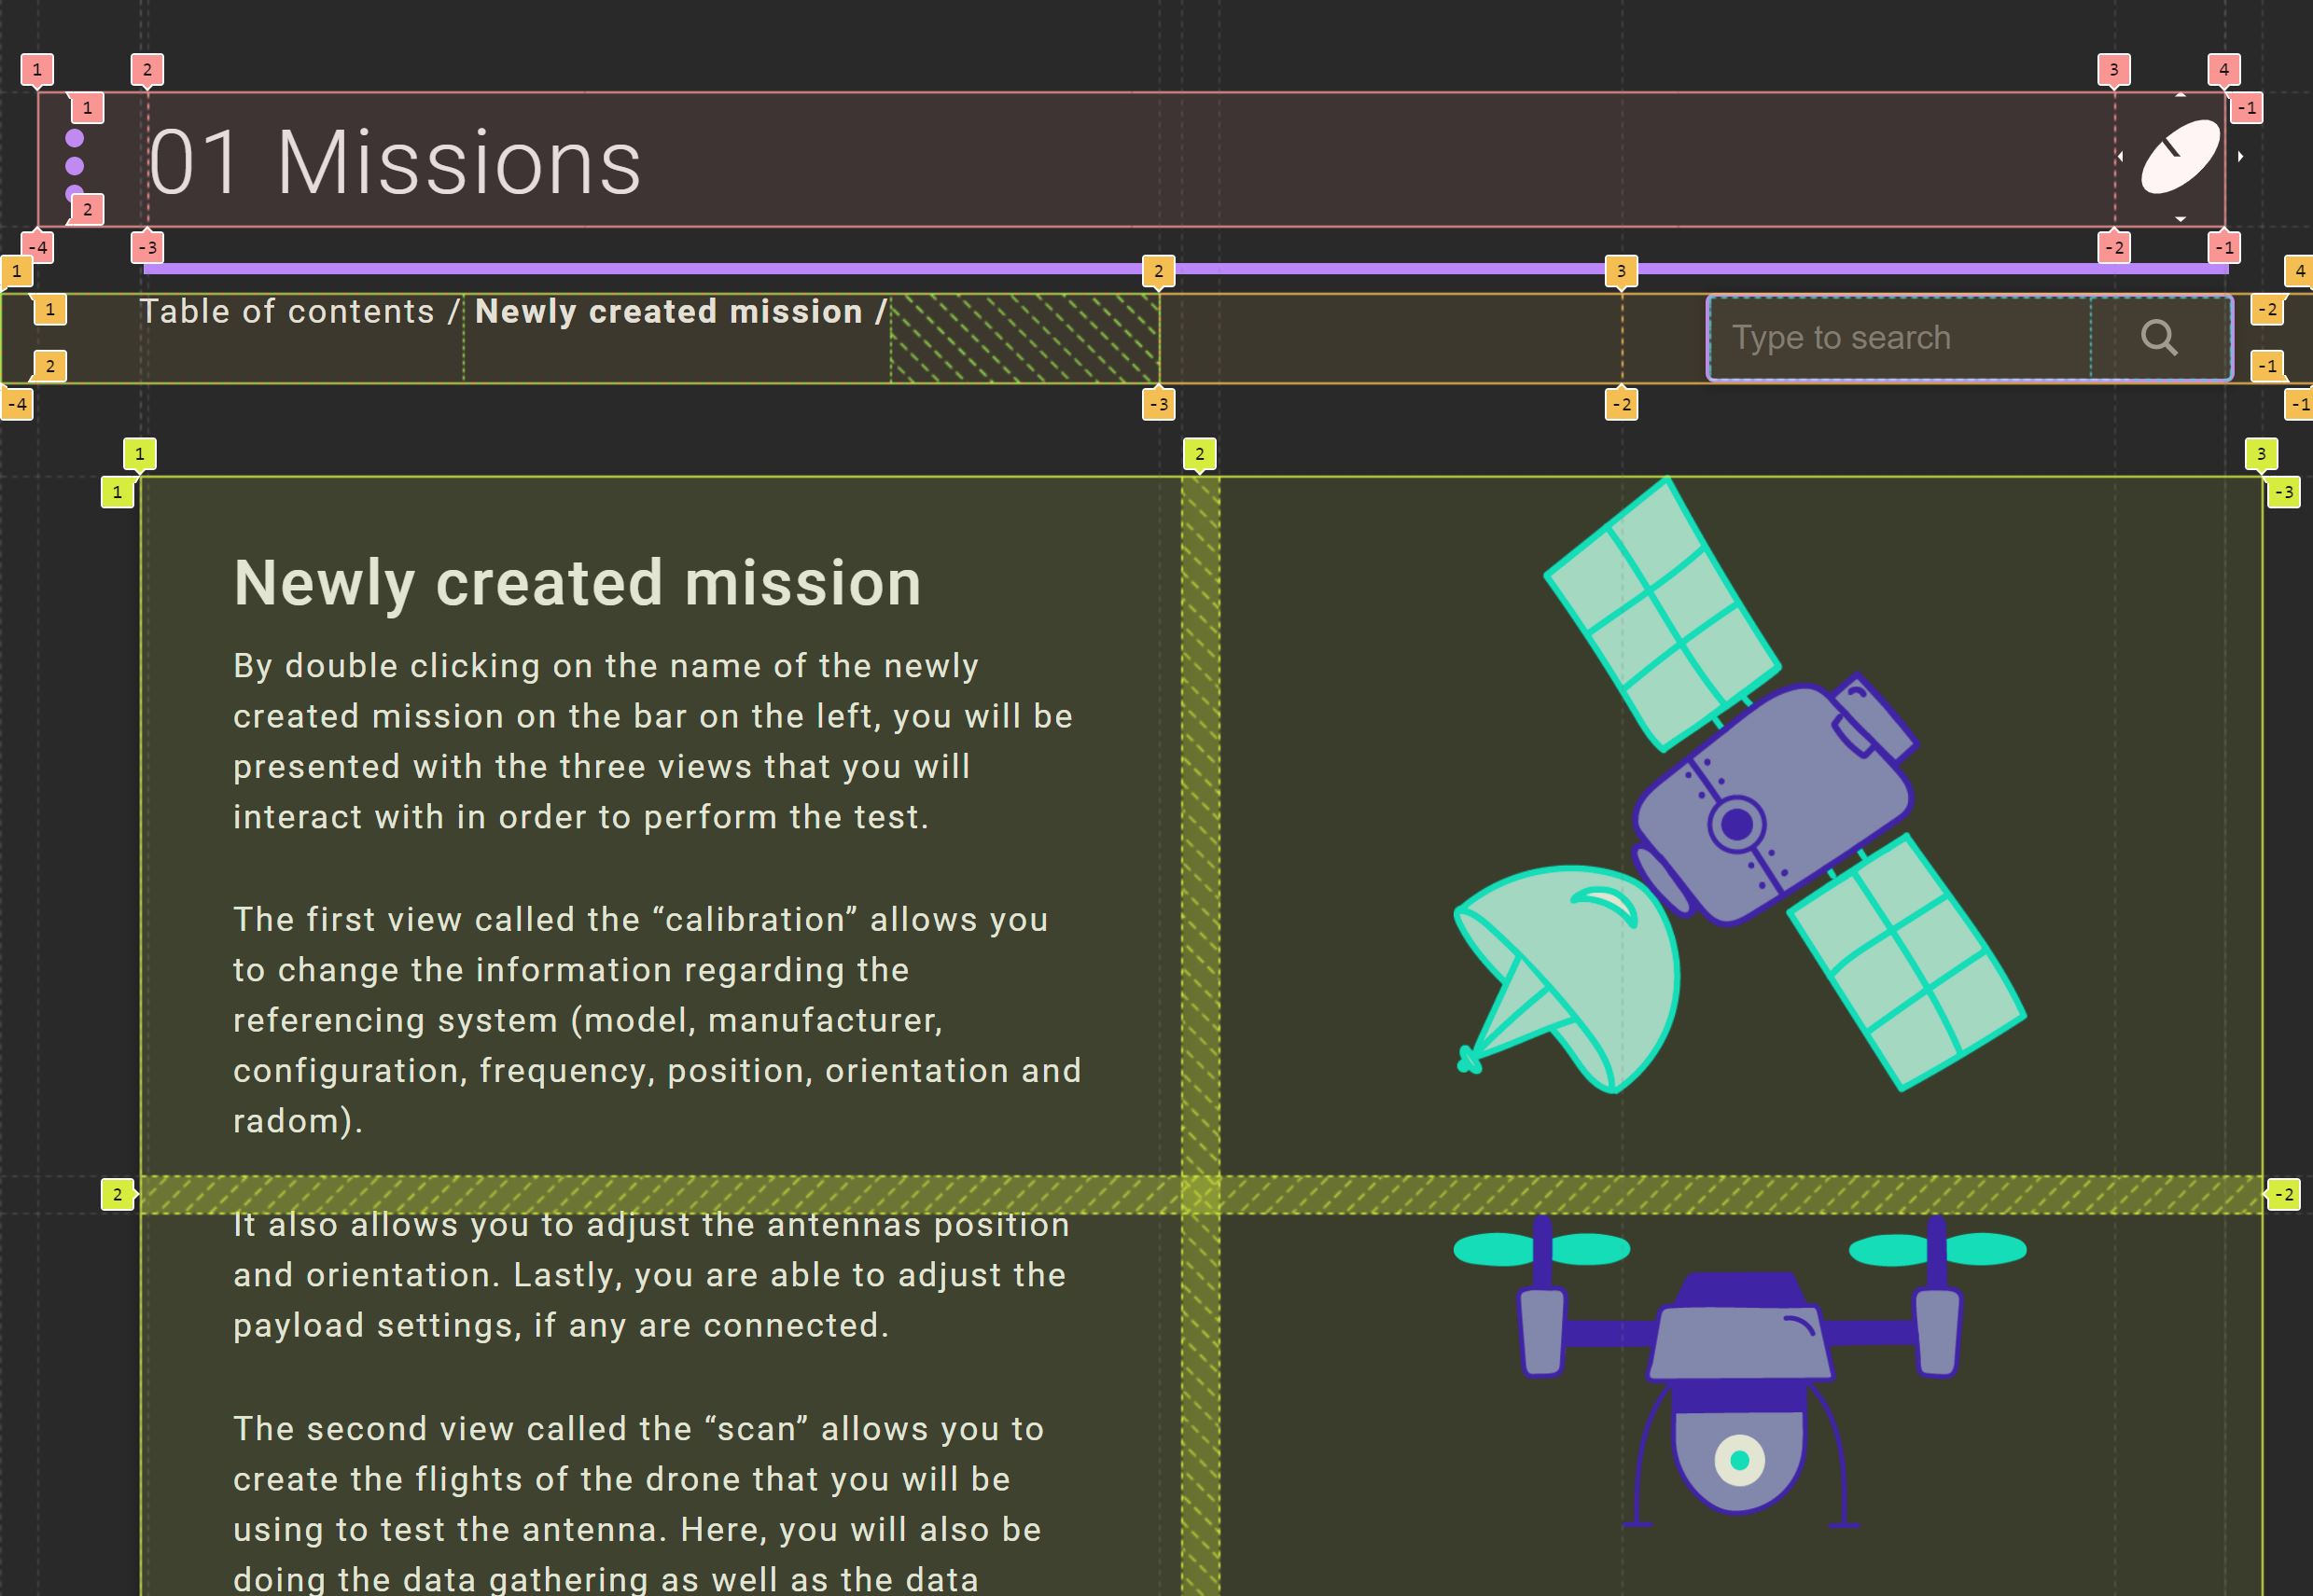 1 2 3 4
1 -1
01 Missions
2
-4 -3 -2 -1
1 2 3 4
1 Table of contents / Newly created mission / Type to search -2
2 -1
-4 -3 -2 -1
1 2 3
1 -3
Newly created mission
By double clicking on the name of the newly
created mission on the bar on the left, you will be
presented with the three views that you will
interact with in order to perform the test.
The first view called the “calibration” allows you
to change the information regarding the
referencing system (model, manufacturer,
configuration, frequency, position, orientation and
radom).
2 -2
It also allows you to adjust the antennas position
and orientation. Lastly, you are able to adjust the
payload settings, if any are connected.
The second view called the “scan” allows you to
create the flights of the drone that you will be
using to test the antenna. Here, you will also be
doing the data gathering as well as the data